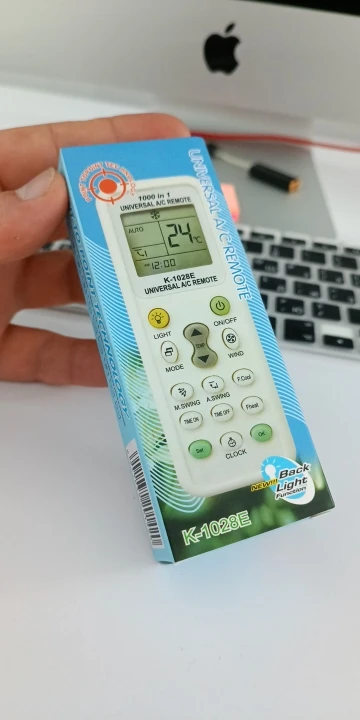 UNIVERSAL A/C REMOTE
1000 in 1
UNIVERSAL A/C REMOTE
AUTO
24°C
12:00
K-1028E
UNIVERSAL A/C REMOTE
LIGHT
ON/OFF
TEMP
MODE
WIND
M.SWING
A.SWING
F.Cool
TIME ON
TIME OFF
F.heat
CLOCK
OK
NEW!!!
Back
Light
Function
K-1028E